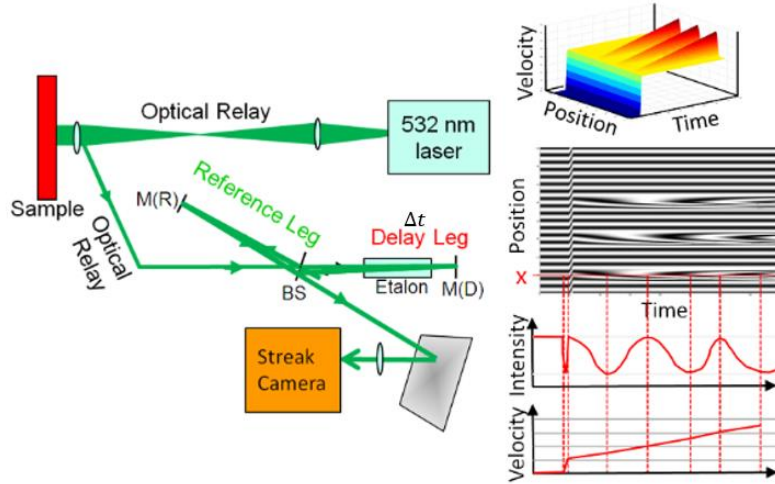 Optical Relay
532 nm
laser
Sample
Optical
Relay
M(R)
Reference Leg
Δt
Delay Leg
BS
Etalon
M(D)
Streak
Camera
Velocity
Position
Time
Position
X
Time
Intensity
Velocity